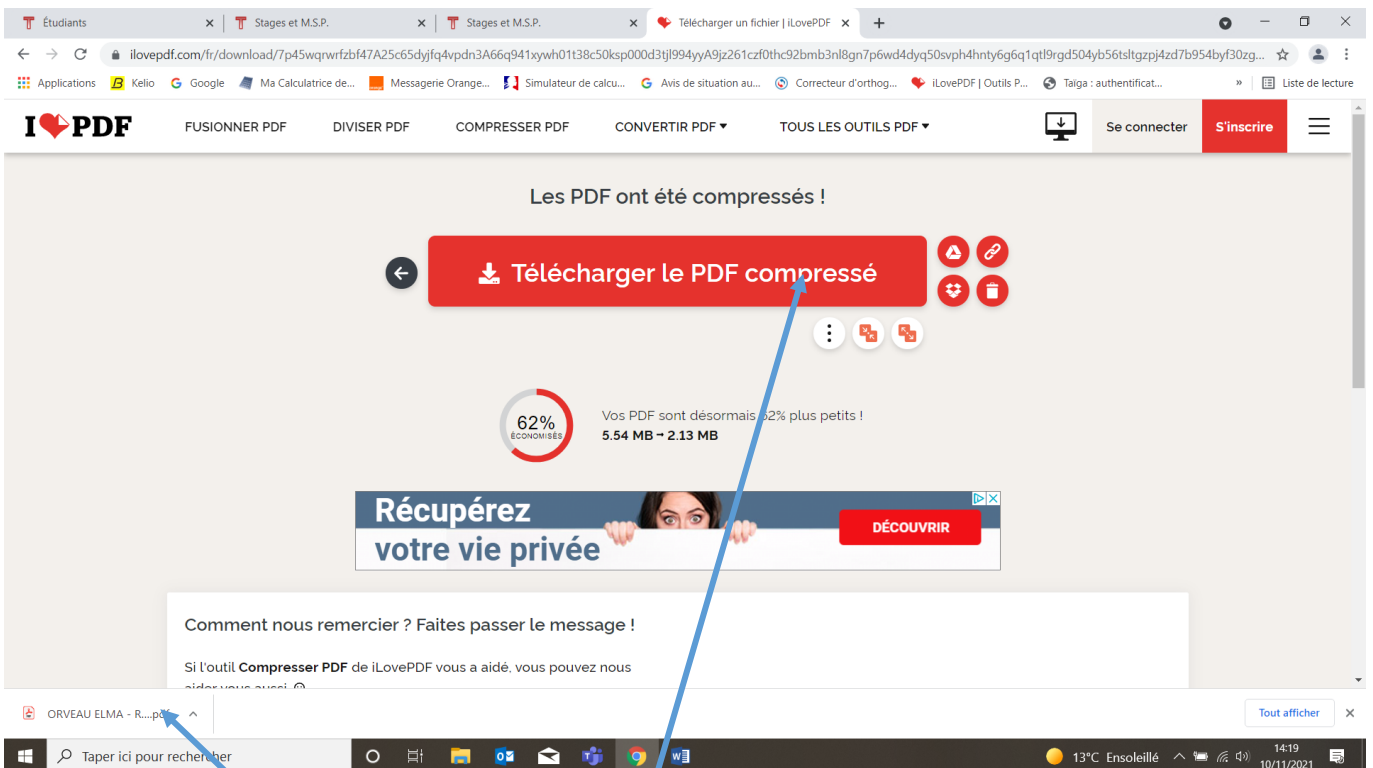 Étudiants
Stages et M.S.P.
Stages et M.S.P.
Télécharger un fichier | iLovePDF
ilovepdf.com/fr/download/7p45wqrwrfzbf47A25c65dyjfq4vpdn3A66q941xywh01t38c50ksp000d3tjl994yyA9jz261czf0thc92bmb3nl8gn7p6wd4dyq50svph4hnty6g6q1qtl9rgd504yb56tsltgzpj4zd7b954byf30zg...
Applications Kelio Google Ma Calculatrice de... Messagerie Orange... Simulateur de calcu... Avis de situation au... Correcteur d'orthog... iLovePDF | Outils P... Taïga : authentificat... » Liste de lecture
I PDF FUSIONNER PDF DIVISER PDF COMPRESSER PDF CONVERTIR PDF TOUS LES OUTILS PDF Se connecter S'inscrire
Les PDF ont été compressés !
Télécharger le PDF compressé
62%
ÉCONOMISÉS
Vos PDF sont désormais 62% plus petits !
5.54 MB → 2.13 MB
Récupérez
votre vie privée
DÉCOUVRIR
Comment nous remercier ? Faites passer le message !
Si l'outil Compresser PDF de iLovePDF vous a aidé, vous pouvez nous
aider vous aussi
ORVEAU ELMA - R....pdf
Tout afficher
Taper ici pour rechercher
13°C Ensoleillé
14:19
10/11/2021